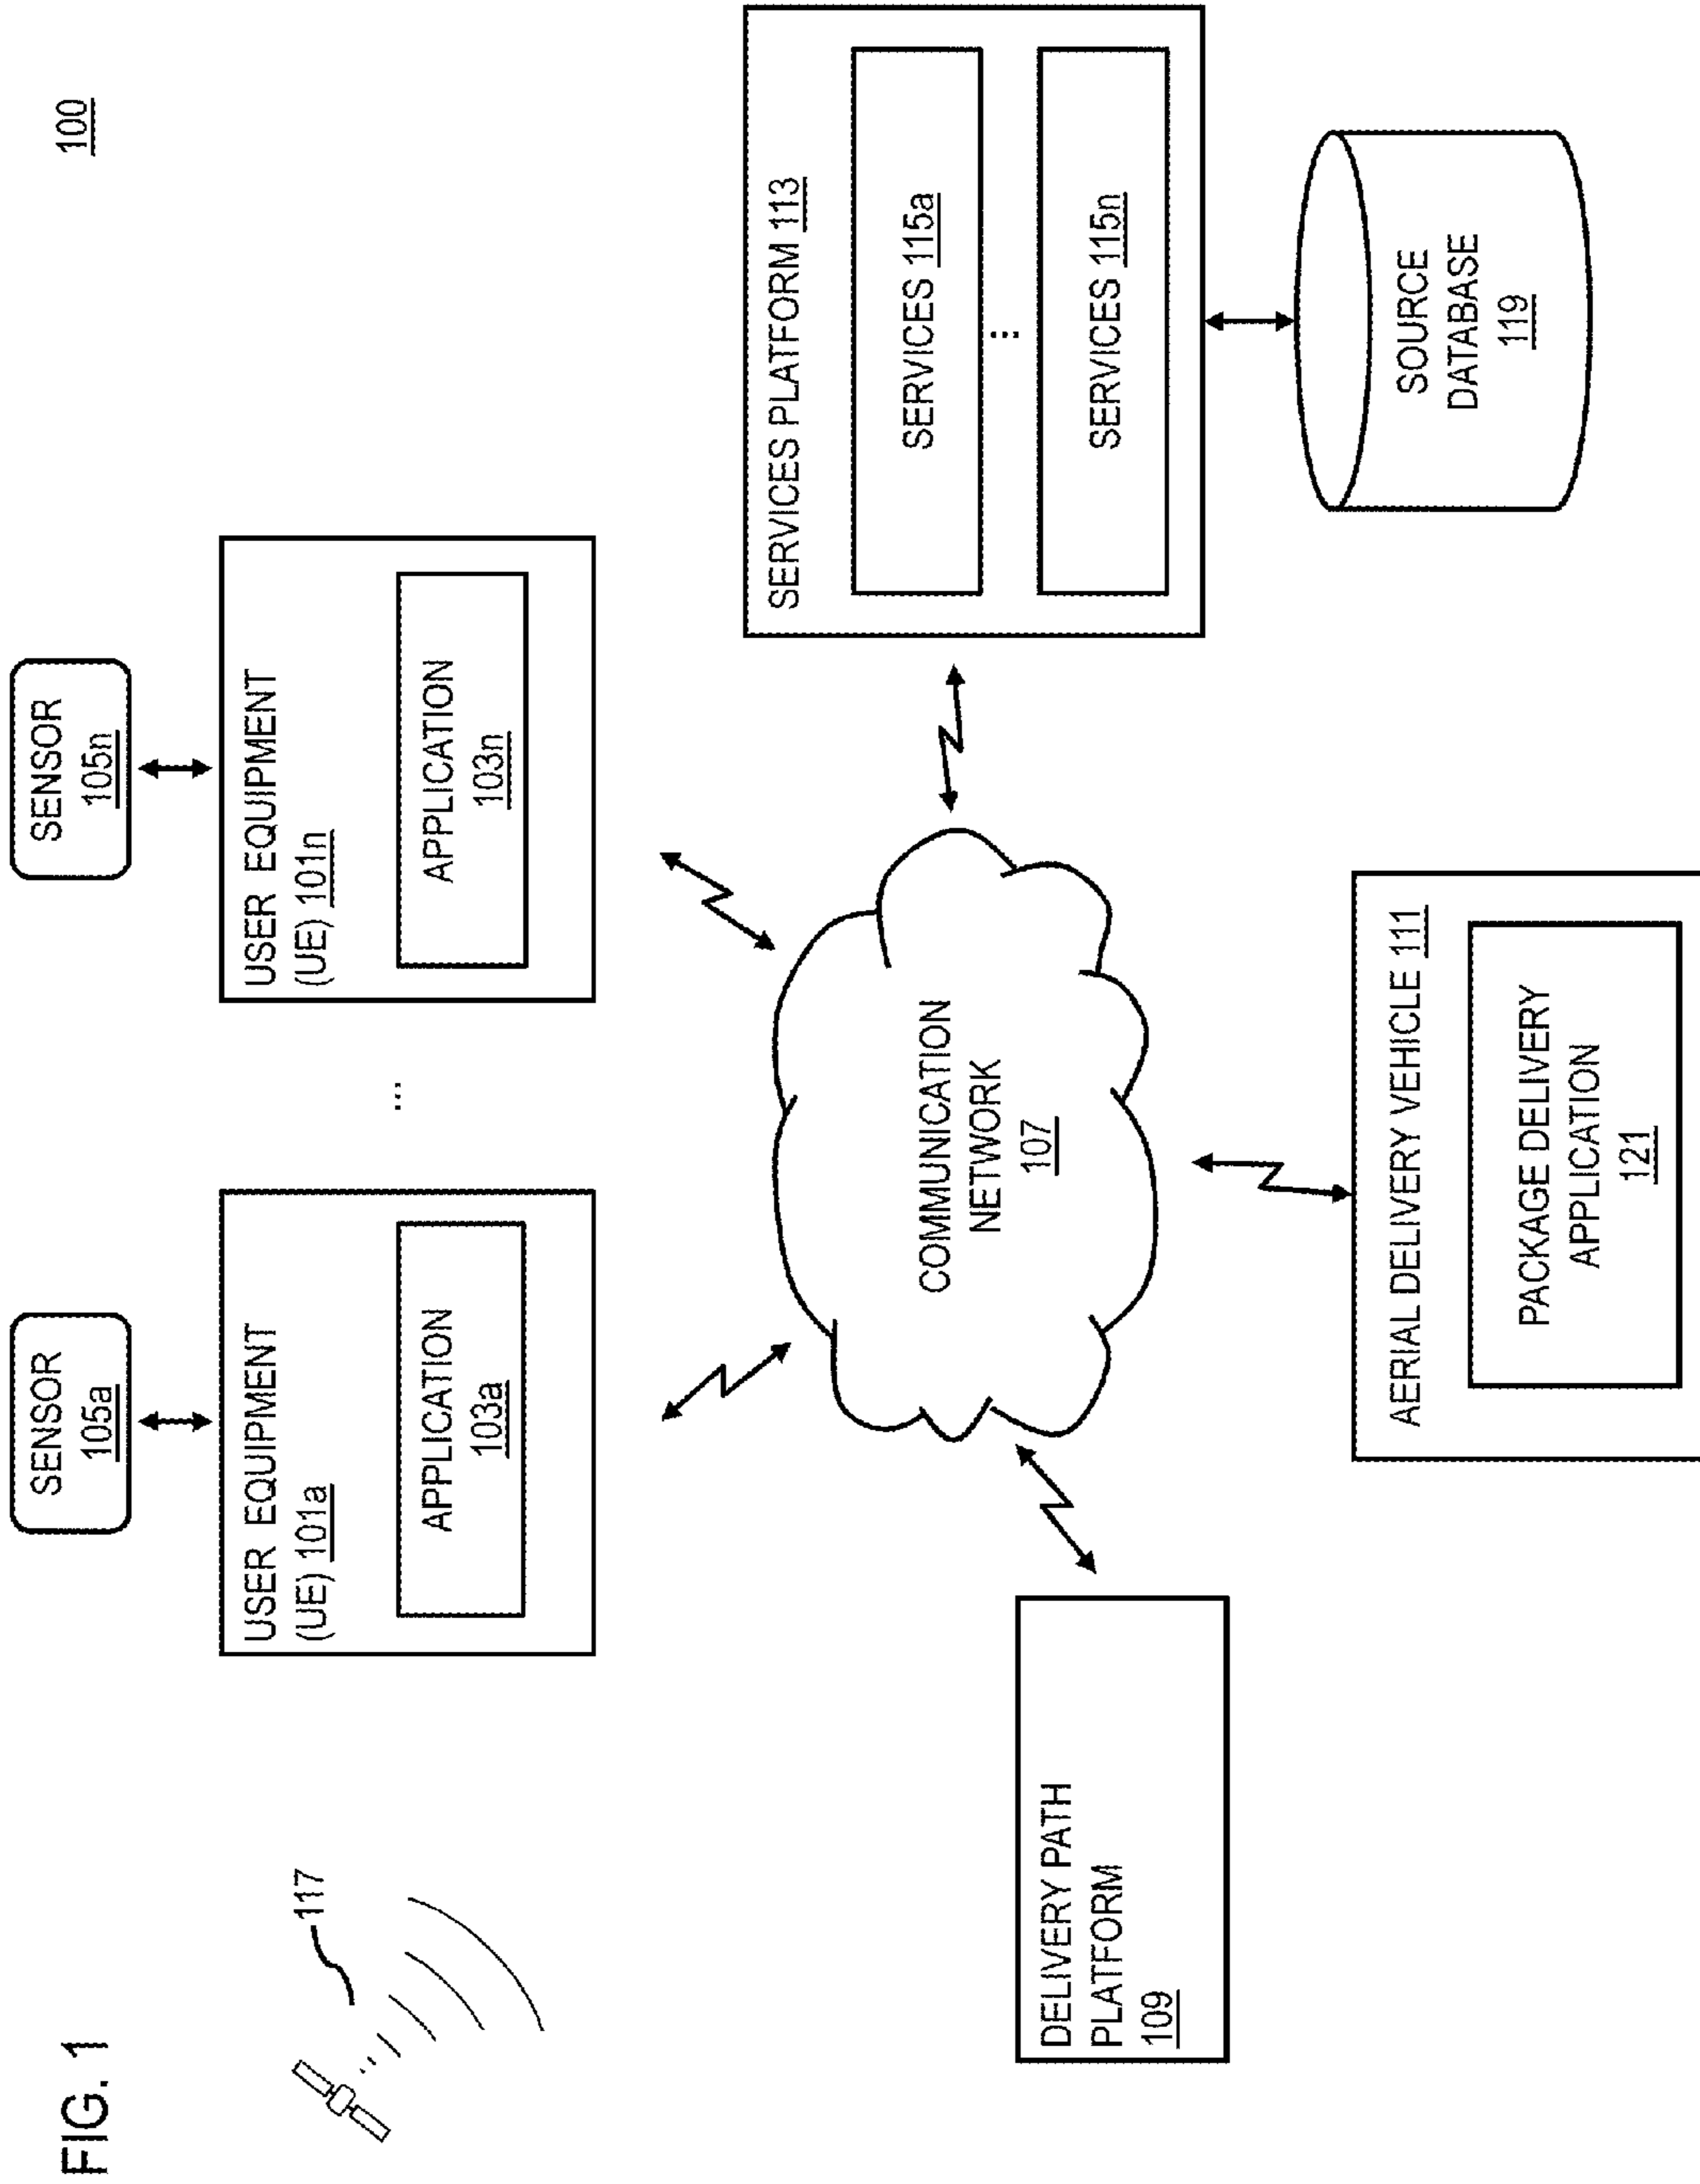 FIG. 1
100
117
SENSOR
105a
SENSOR
105n
USER EQUIPMENT
(UE) 101a
APPLICATION
103a
...
USER EQUIPMENT
(UE) 101n
APPLICATION
103n
DELIVERY PATH
PLATFORM
109
COMMUNICATION
NETWORK
107
SERVICES PLATFORM 113
SERVICES 115a
...
SERVICES 115n
AERIAL DELIVERY VEHICLE 111
PACKAGE DELIVERY
APPLICATION
121
SOURCE
DATABASE
119